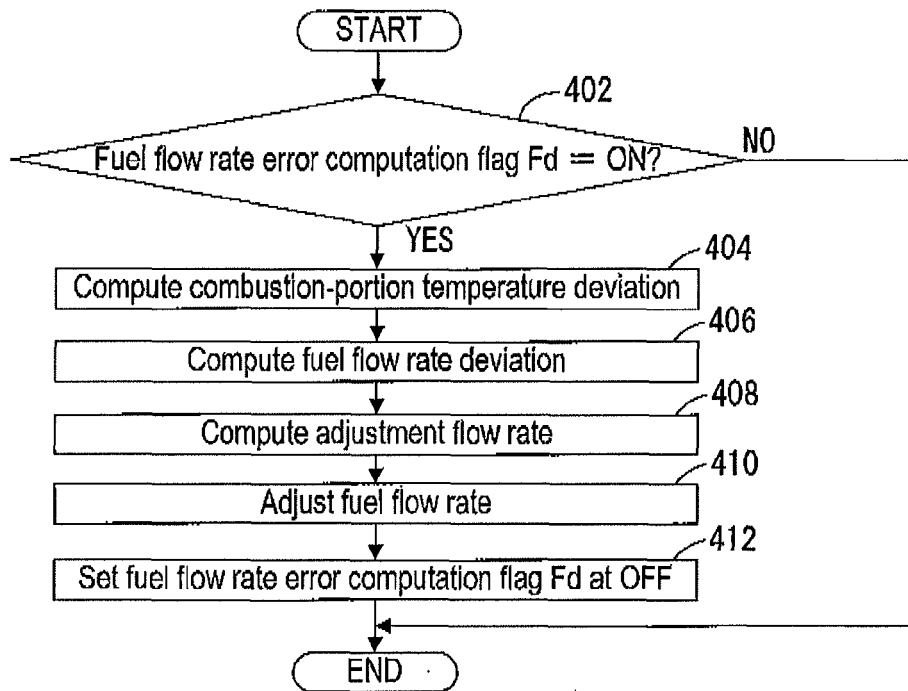 START
402
Fuel flow rate error computation flag Fd = ON?
NO
YES
404
Compute combustion-portion temperature deviation
406
Compute fuel flow rate deviation
408
Compute adjustment flow rate
410
Adjust fuel flow rate
412
Set fuel flow rate error computation flag Fd at OFF
END